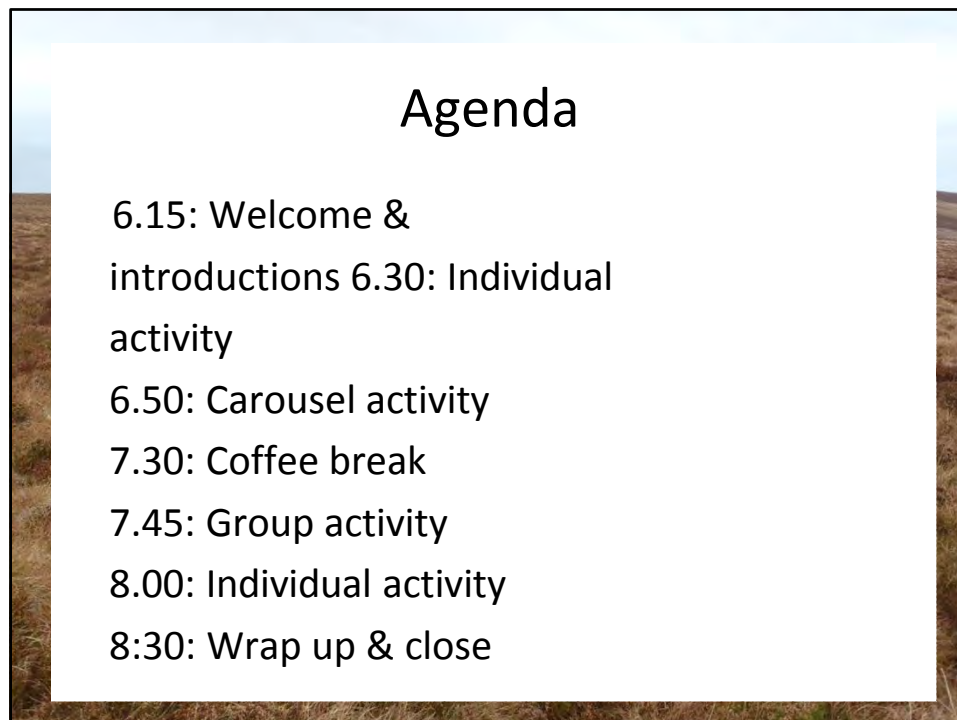 Agenda
6.15: Welcome &
introductions 6.30: Individual
activity
6.50: Carousel activity
7.30: Coffee break
7.45: Group activity
8.00: Individual activity
8:30: Wrap up & close